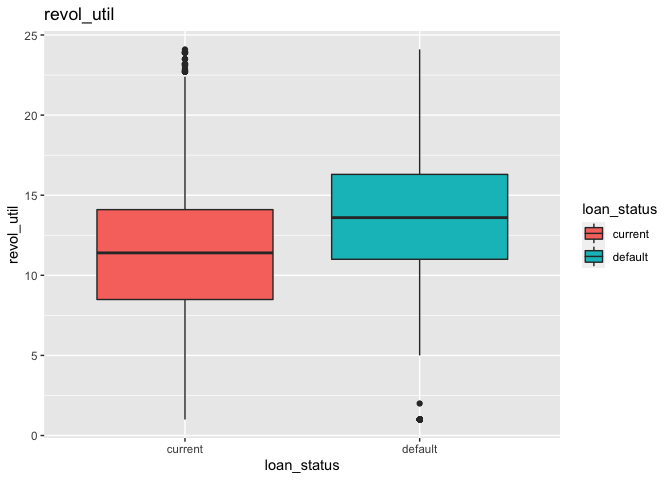 revol_util
25
20
15
10
5
0
revol_util
current
default
loan_status
loan_status
current
default